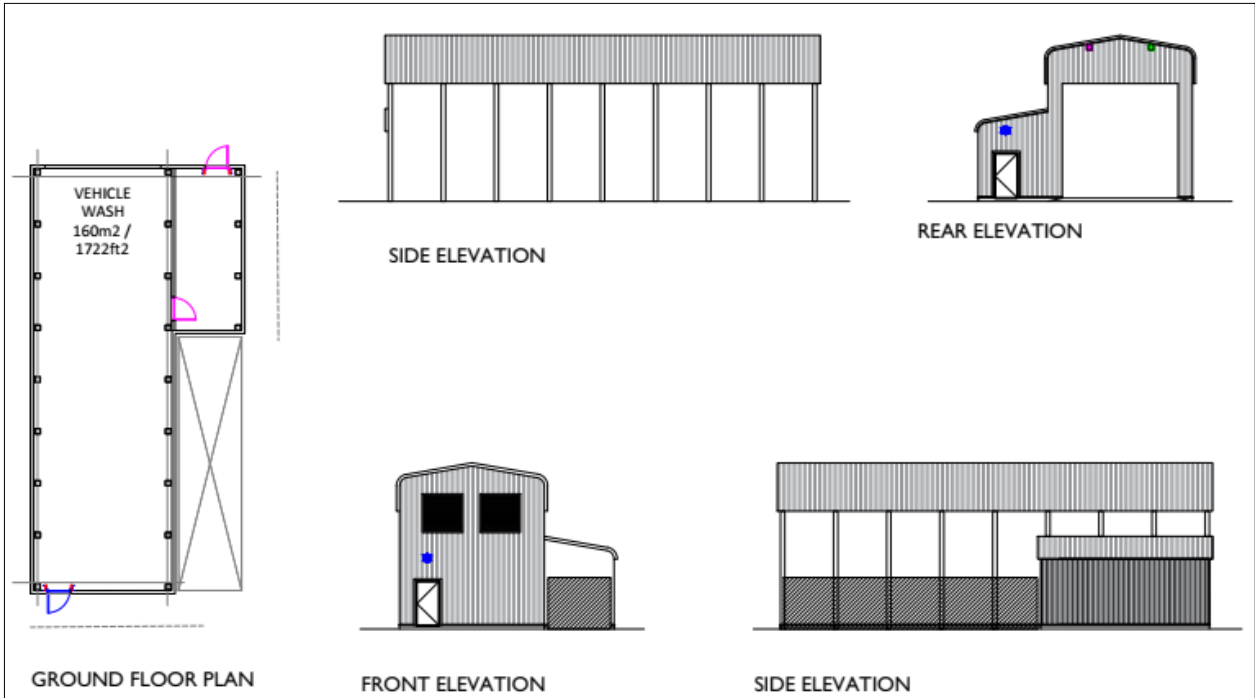 VEHICLE
WASH
160m2 /
1722ft2
GROUND FLOOR PLAN
SIDE ELEVATION
REAR ELEVATION
FRONT ELEVATION
SIDE ELEVATION